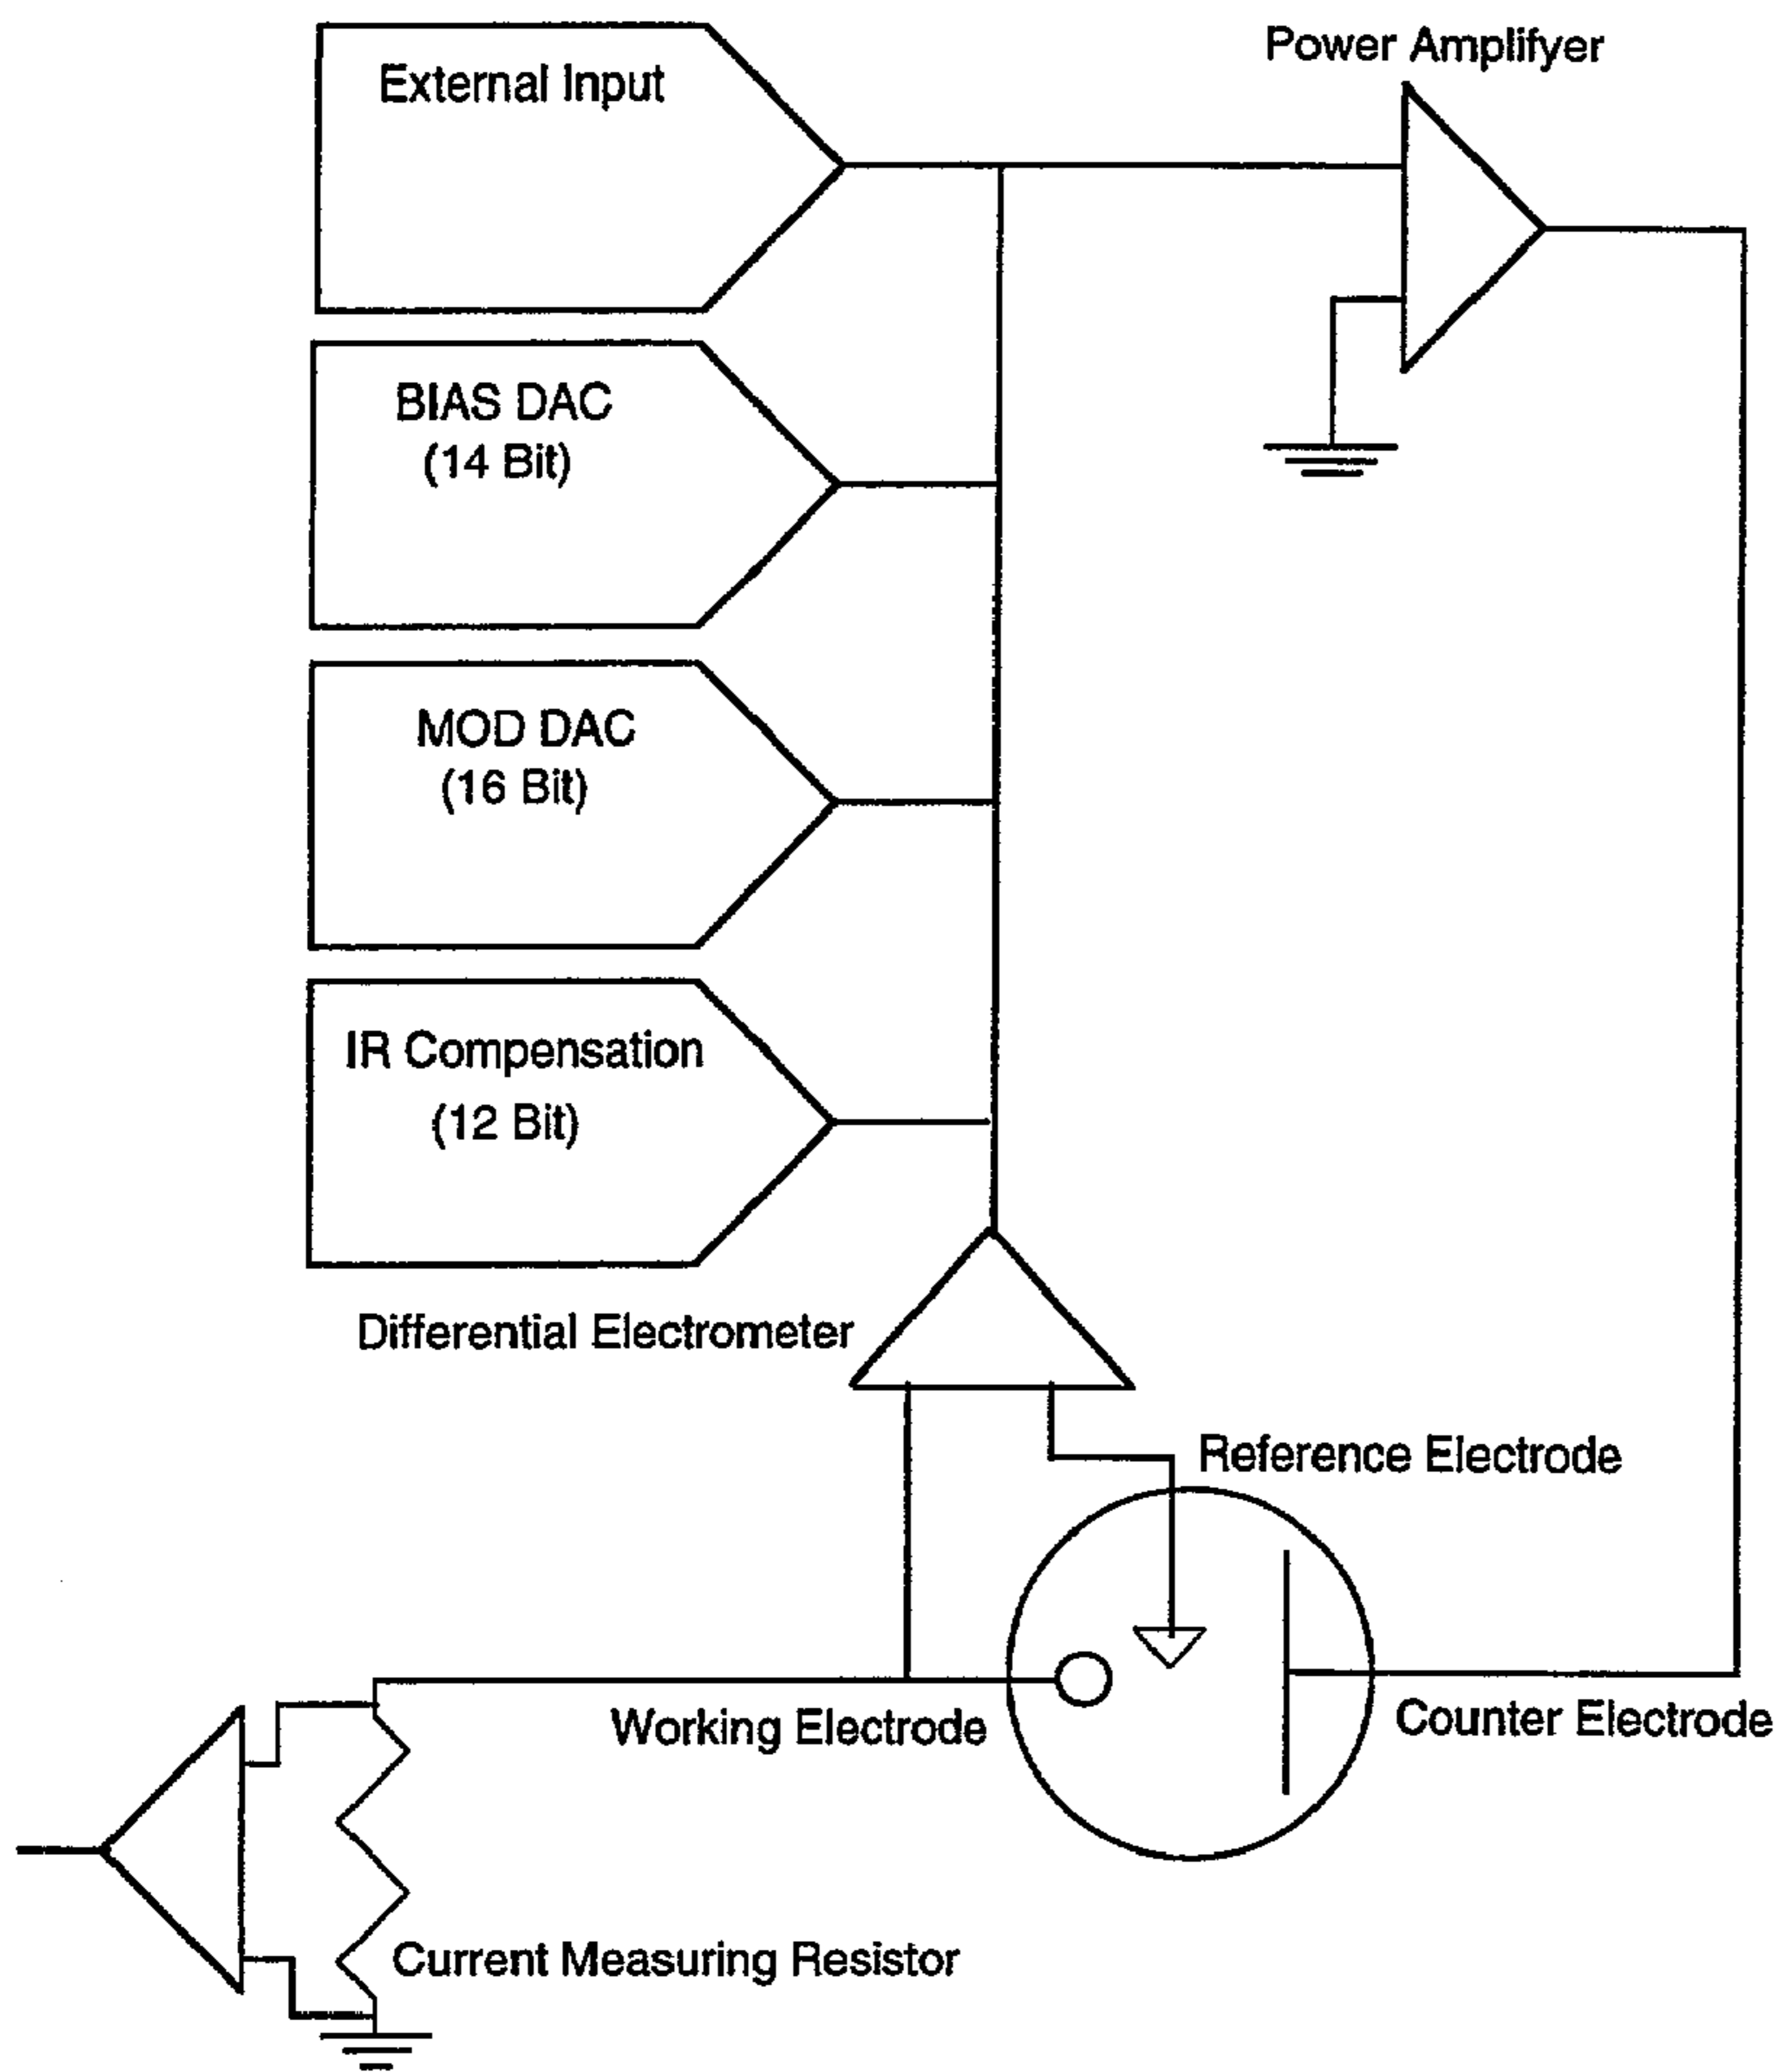 External Input
Power Amplifyer
BIAS DAC
(14 Bit)
MOD DAC
(16 Bit)
IR Compensation
(12 Bit)
Differential Electrometer
Reference Electrode
Working Electrode
Counter Electrode
Current Measuring Resistor